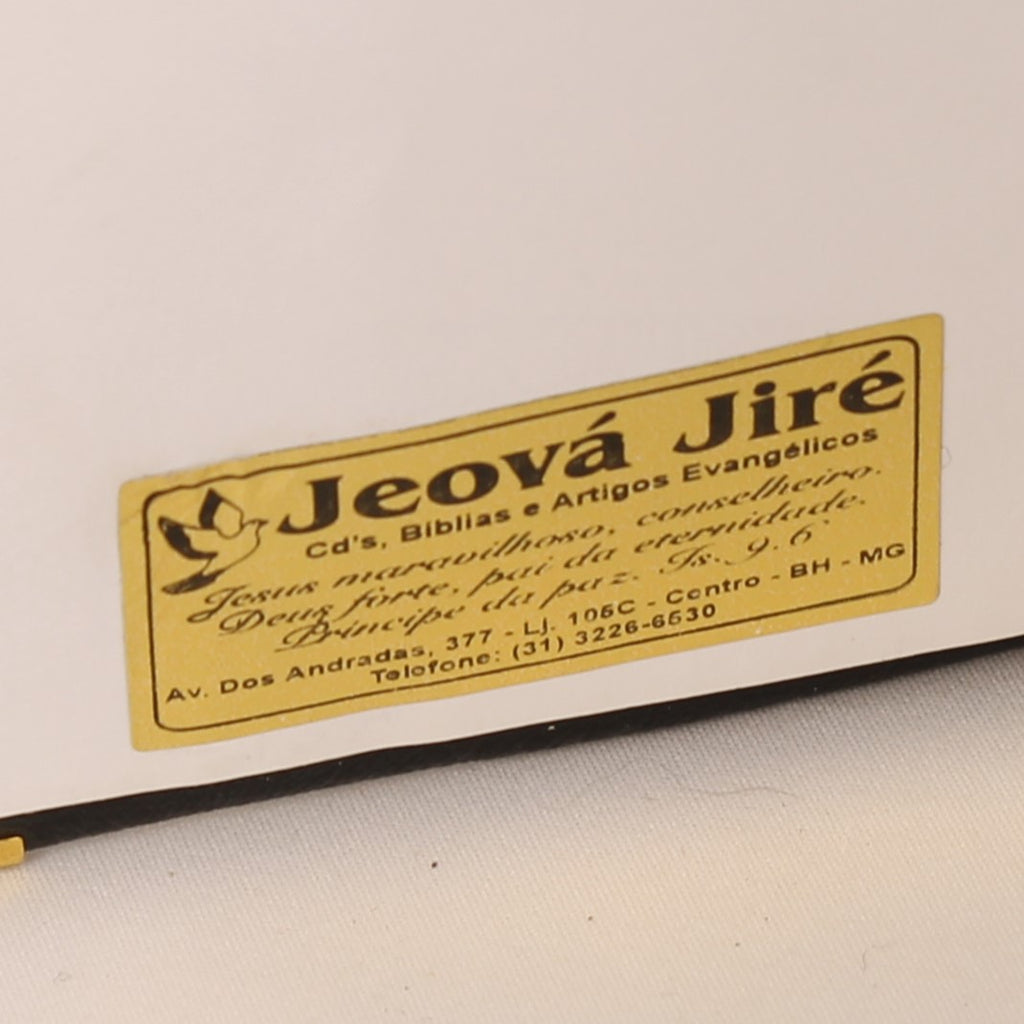 Jeová Jiré
Cd's, Bíblias e Artigos Evangélicos
Jesus maravilhoso, conselheiro.
Deus forte, pai da eternidade.
Príncipe da paz. Is. 9.6
Av. Dos Andradas, 377 - Lj. 105C - Centro - BH - MG
Telefone: (31) 3226-6530